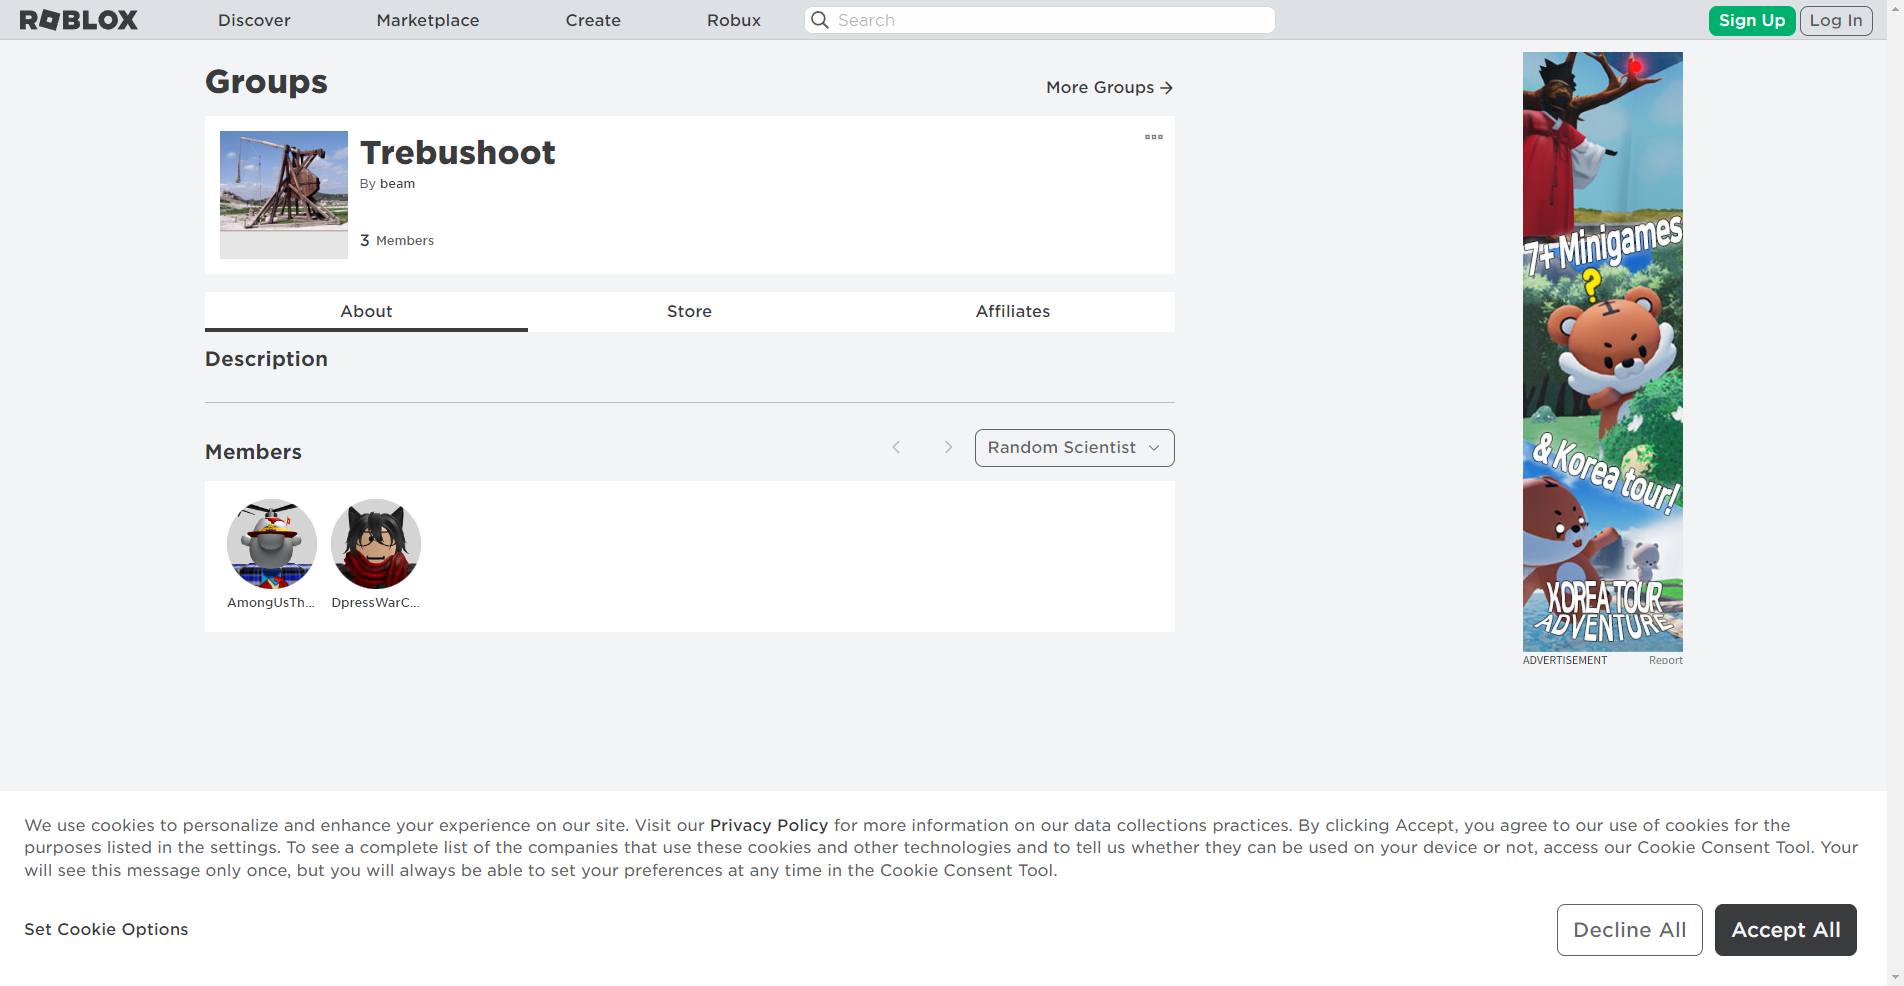 ROBLOX
Discover
Marketplace
Create
Robux
Search
Sign Up
Log In
Groups
More Groups
Trebushoot
By beam
3 Members
About
Store
Affiliates
Description
Members
Random Scientist
AmongUsTh...
DpressWarC...
7+ Minigames
?
& Korea tour!
KOREA TOUR
ADVENTURE
ADVERTISEMENT
Report
We use cookies to personalize and enhance your experience on our site. Visit our Privacy Policy for more information on our data collections practices. By clicking Accept, you agree to our use of cookies for the
purposes listed in the settings. To see a complete list of the companies that use these cookies and other technologies and to tell us whether they can be used on your device or not, access our Cookie Consent Tool. Your
will see this message only once, but you will always be able to set your preferences at any time in the Cookie Consent Tool.
Set Cookie Options
Decline All
Accept All